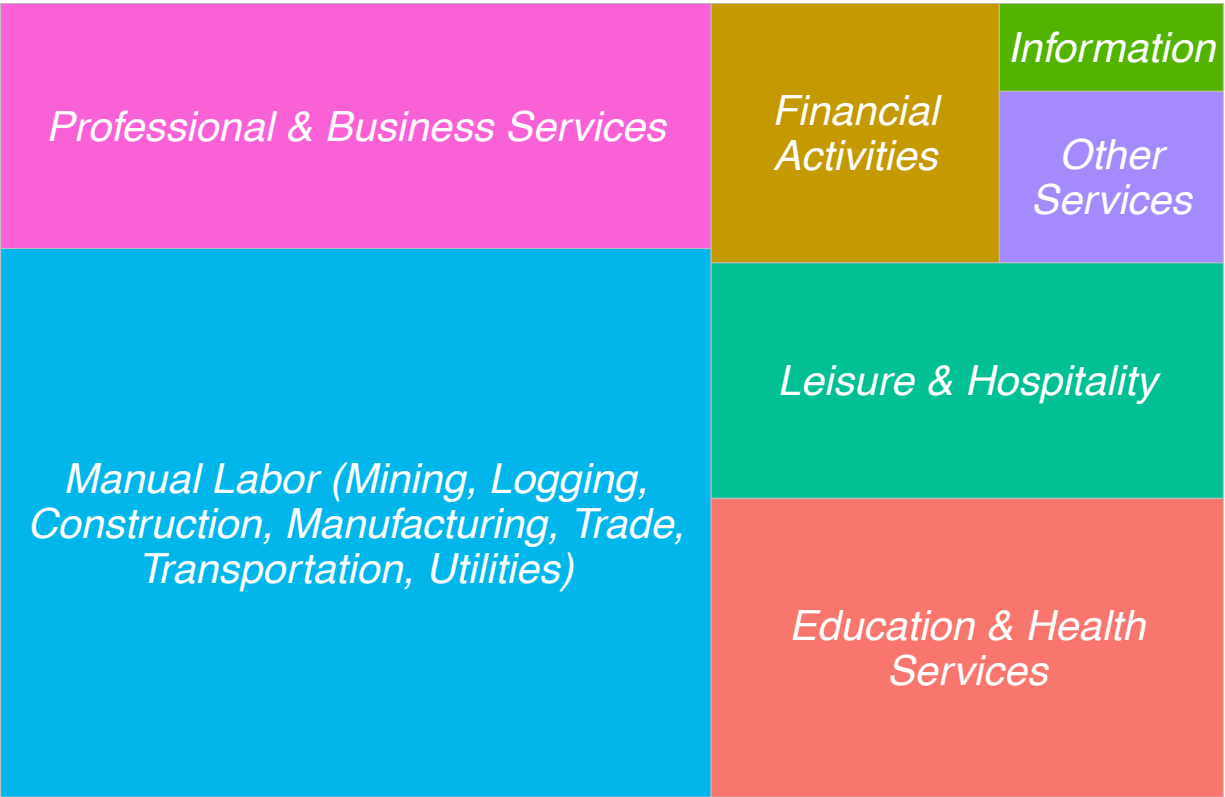 Professional & Business Services
Financial
Activities
Information
Other
Services
Leisure & Hospitality
Manual Labor (Mining, Logging,
Construction, Manufacturing, Trade,
Transportation, Utilities)
Education & Health
Services